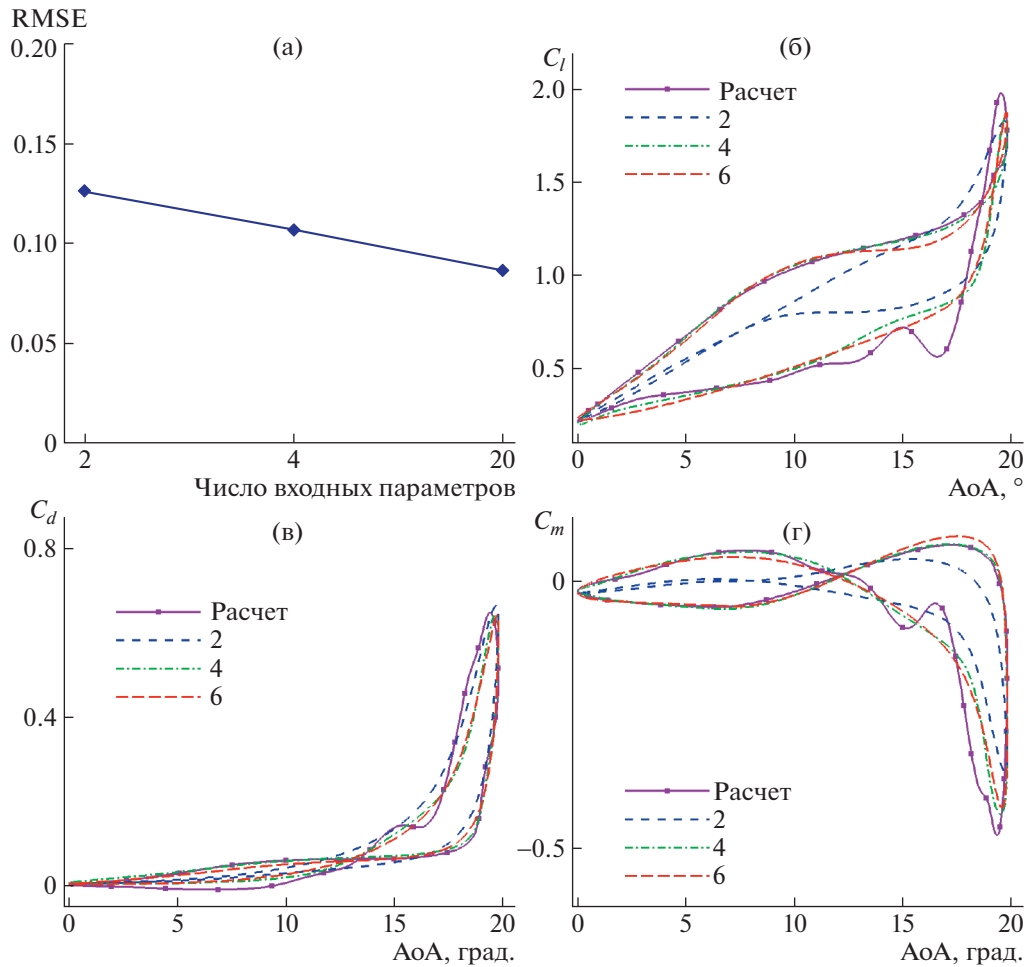 RMSE
(а)
0.20
0.15
0.10
0.05
0
2
4
20
Число входных параметров
(б)
C_l
2.0
1.5
1.0
0.5
Расчет
2
4
6
0
5
10
15
20
AoA, °
(в)
C_d
0.8
0.4
0
Расчет
2
4
6
0
5
10
15
20
AoA, град.
(г)
C_m
0
–0.5
Расчет
2
4
6
0
5
10
15
20
AoA, град.